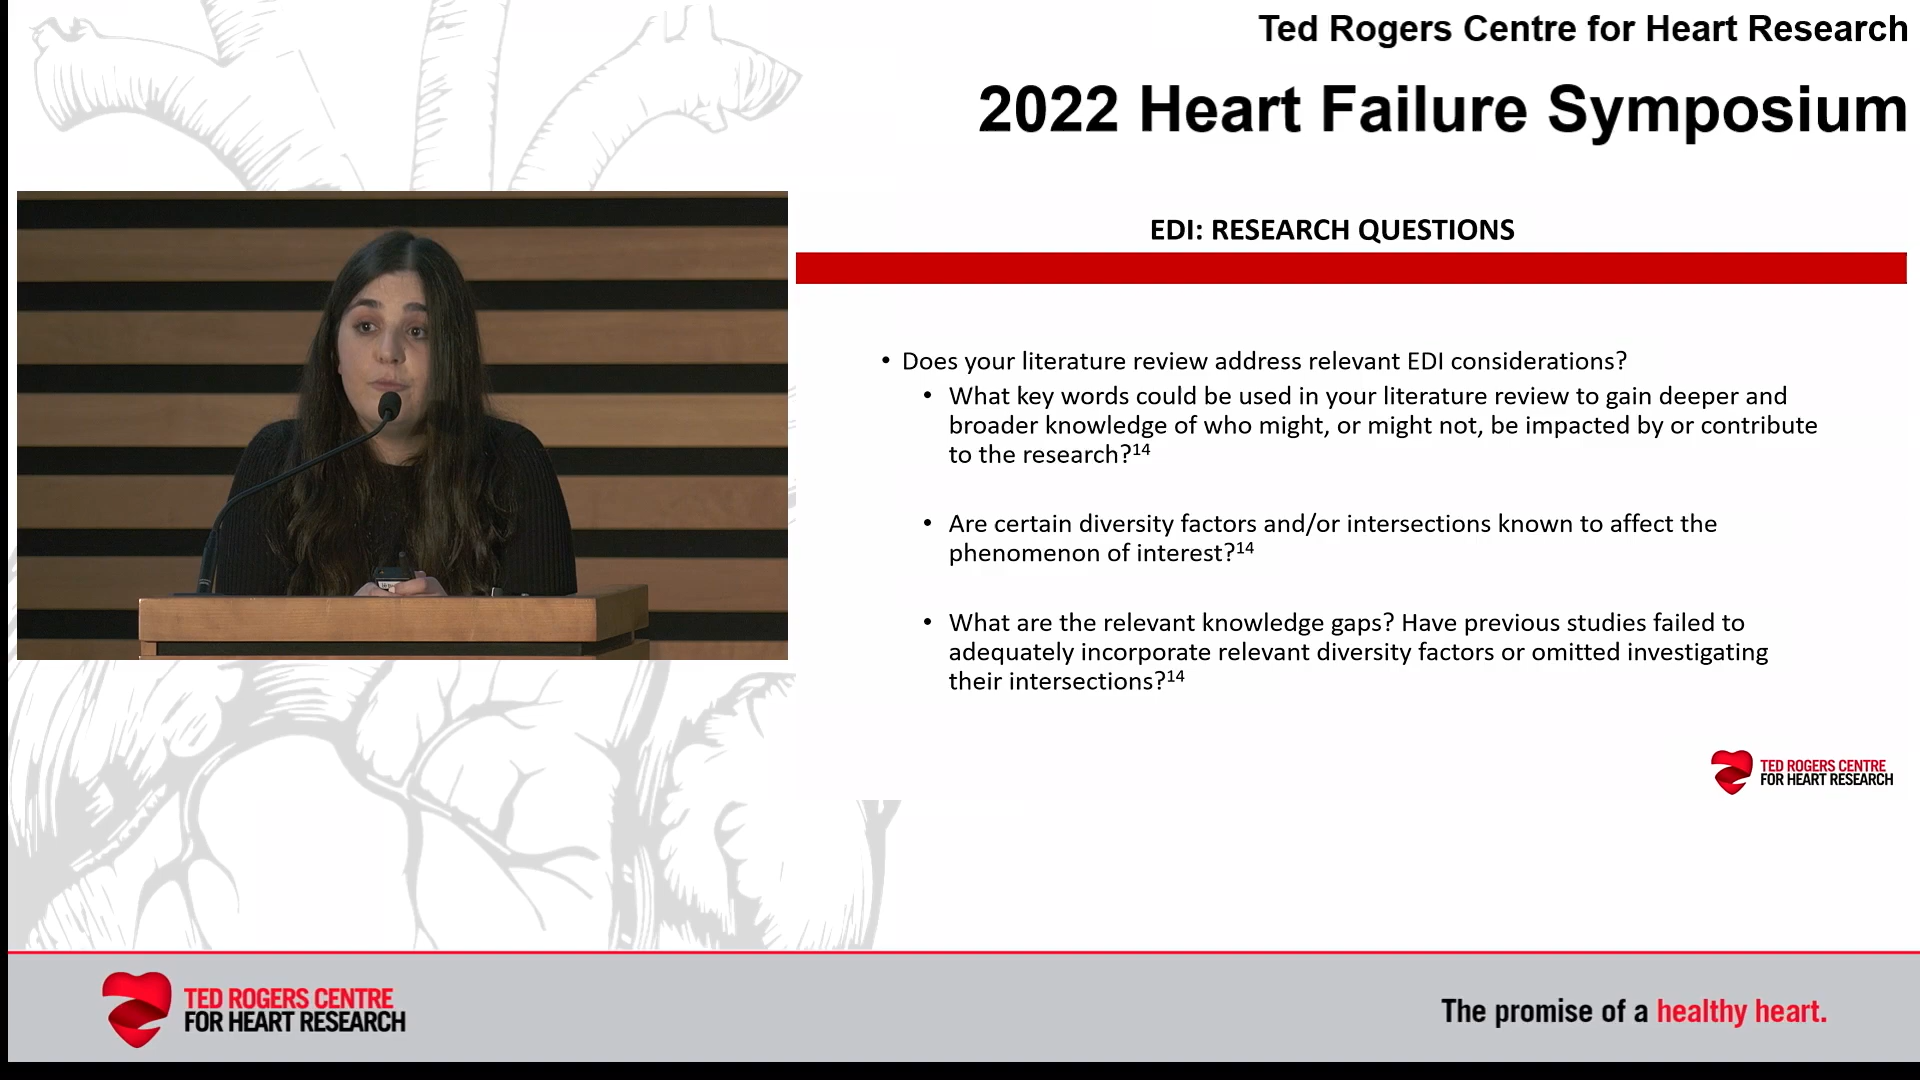 Ted Rogers Centre for Heart Research
2022 Heart Failure Symposium
EDI: RESEARCH QUESTIONS
• Does your literature review address relevant EDI considerations?
• What key words could be used in your literature review to gain deeper and
broader knowledge of who might, or might not, be impacted by or contribute
to the research?14
• Are certain diversity factors and/or intersections known to affect the
phenomenon of interest?14
• What are the relevant knowledge gaps? Have previous studies failed to
adequately incorporate relevant diversity factors or omitted investigating
their intersections?14
TED ROGERS CENTRE
FOR HEART RESEARCH
TED ROGERS CENTRE
FOR HEART RESEARCH
The promise of a healthy heart.